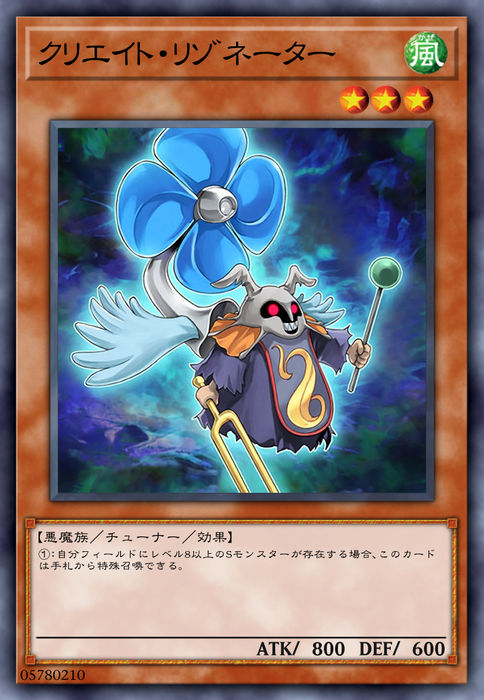 クリエイト・リゾネーター
かぜ
風
【悪魔族／チューナー／効果】
①：自分フィールドにレベル8以上のSモンスターが存在する場合、このカード
は手札から特殊召喚できる。
ATK/ 800 DEF/ 600
05780210